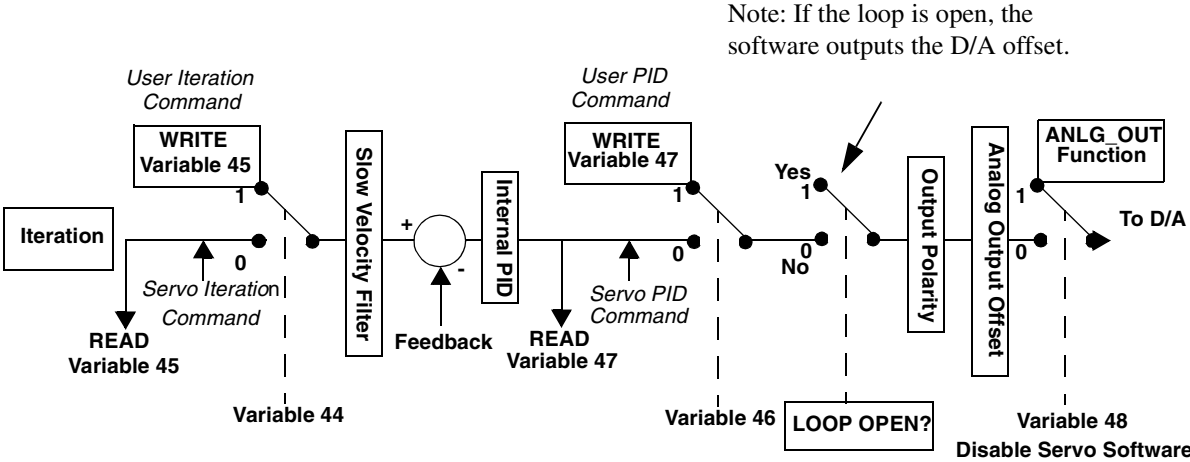 Note: If the loop is open, the
software outputs the D/A offset.
User Iteration
Command
WRITE
Variable 45
1
0
Iteration
Servo Iteration
Command
READ
Variable 45
Variable 44
Slow Velocity Filter
+
-
Feedback
Internal PID
User PID
Command
WRITE
Variable 47
1
0
Servo PID
Command
READ
Variable 47
Variable 46
Yes
1
0
No
LOOP OPEN?
Output Polarity
Analog Output Offset
ANLG_OUT
Function
1
0
To D/A
Variable 48
Disable Servo Software